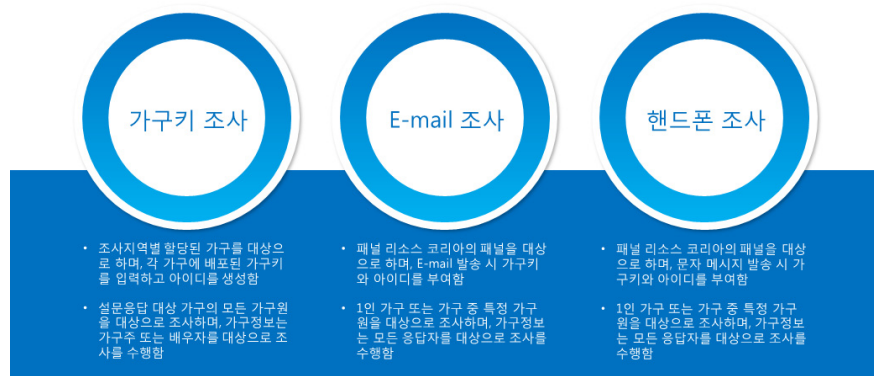 가구키 조사
E-mail 조사
핸드폰 조사
• 조사지역별 할당된 가구를 대상으
로 하며, 각 가구에 배포된 가구키
를 입력하고 아이디를 생성함
• 설문응답 대상 가구의 모든 가구원
을 대상으로 조사하며, 가구정보는
가구주 또는 배우자를 대상으로 조
사를 수행함
• 패널 리소스 코리아의 패널을 대상
으로 하며, E-mail 발송 시 가구키
와 아이디를 부여함
• 1인 가구 또는 가구 중 특정 가구
원을 대상으로 조사하며, 가구정보
는 모든 응답자를 대상으로 조사를
수행함
• 패널 리소스 코리아의 패널을 대상
으로 하며, 문자 메시지 발송 시 가
구키와 아이디를 부여함
• 1인 가구 또는 가구 중 특정 가구
원을 대상으로 조사하며, 가구정보
는 모든 응답자를 대상으로 조사를
수행함